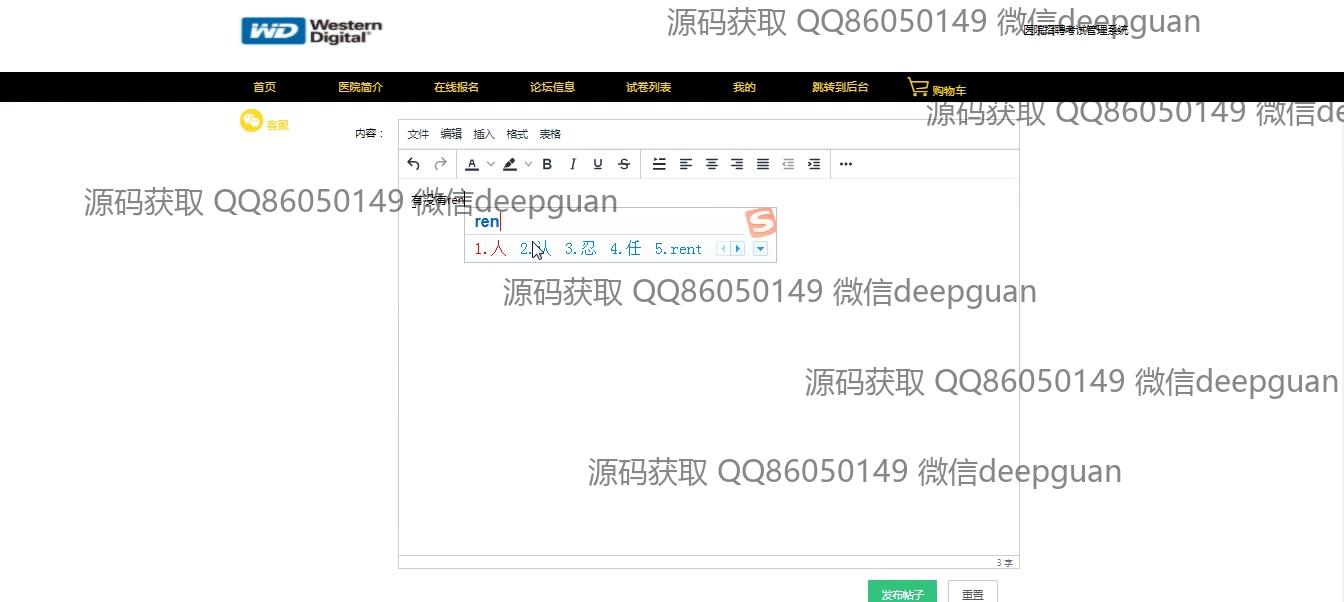 WD Western Digital®
源码获取 QQ86050149 微信deepguan
医院招聘考试管理系统
首页 医院简介 在线报名 论坛信息 试卷列表 我的 跳转到后台 购物车
客服
源码获取 QQ86050149 微信de
内容：
文件 编辑 插入 格式 表格
A B I U S
有没有ren
源码获取 QQ86050149 微信deepguan
ren
1.人 2.认 3.忍 4.任 5.rent
源码获取 QQ86050149 微信deepguan
源码获取 QQ86050149 微信deepguan
源码获取 QQ86050149 微信deepguan
3 字
发布帖子 重置